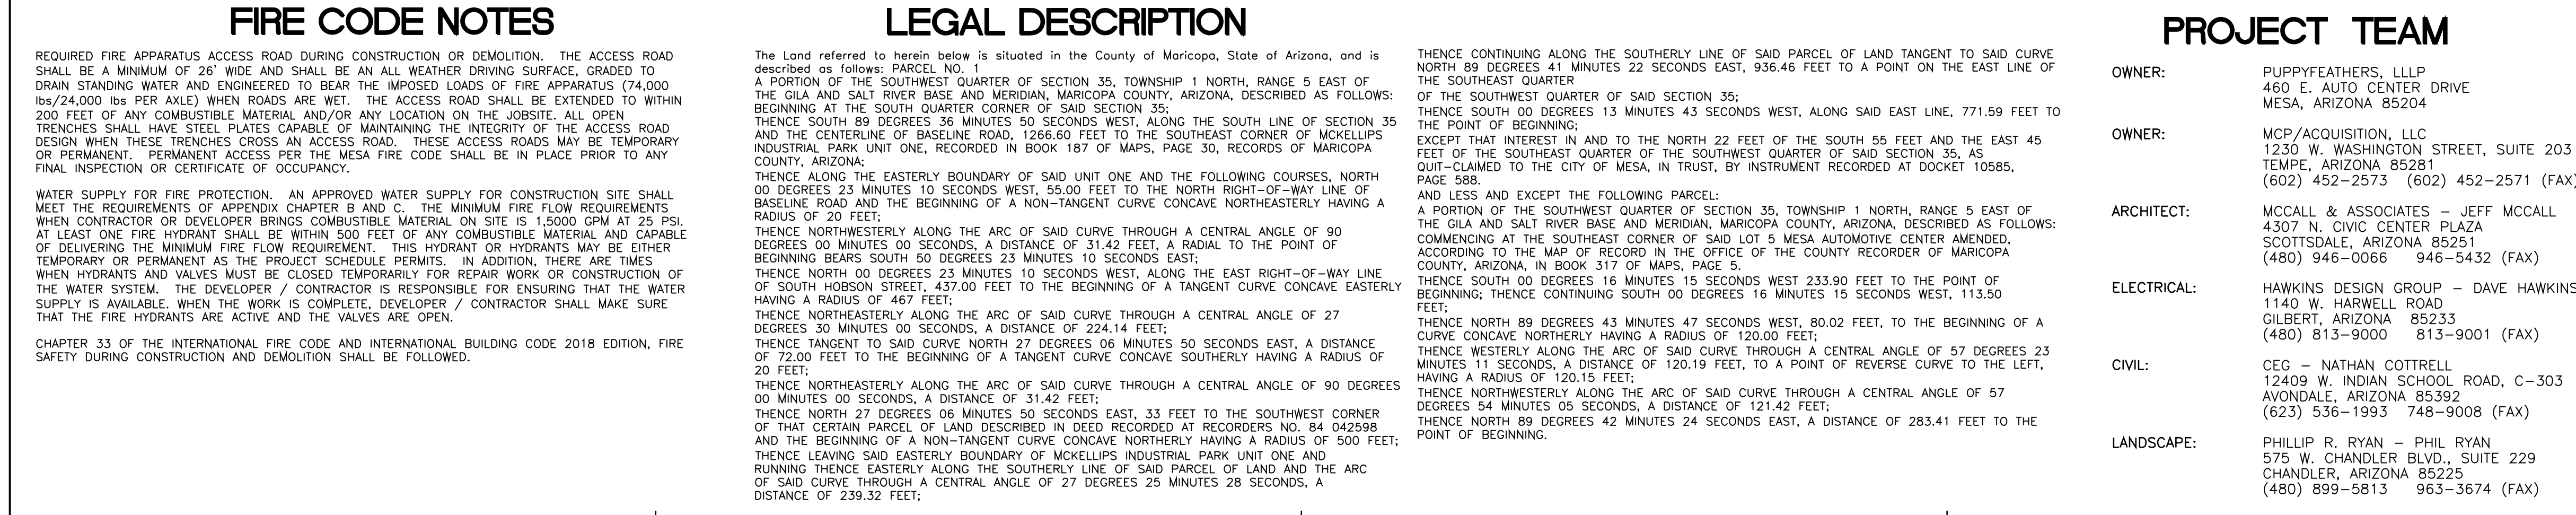 FIRE CODE NOTES
REQUIRED FIRE APPARATUS ACCESS ROAD DURING CONSTRUCTION OR DEMOLITION. THE ACCESS ROAD
SHALL BE A MINIMUM OF 26' WIDE AND SHALL BE AN ALL WEATHER DRIVING SURFACE, GRADED TO
DRAIN STANDING WATER AND ENGINEERED TO BEAR THE IMPOSED LOADS OF FIRE APPARATUS (74,000
lbs/24,000 lbs PER AXLE) WHEN ROADS ARE WET. THE ACCESS ROAD SHALL BE EXTENDED TO WITHIN
200 FEET OF ANY COMBUSTIBLE MATERIAL AND/OR ANY LOCATION ON THE JOBSITE. ALL OPEN
TRENCHES SHALL HAVE STEEL PLATES CAPABLE OF MAINTAINING THE INTEGRITY OF THE ACCESS ROAD
DESIGN WHEN THESE TRENCHES CROSS AN ACCESS ROAD. THESE ACCESS ROADS MAY BE TEMPORARY
OR PERMANENT. PERMANENT ACCESS PER THE MESA FIRE CODE SHALL BE IN PLACE PRIOR TO ANY
FINAL INSPECTION OR CERTIFICATE OF OCCUPANCY.
WATER SUPPLY FOR FIRE PROTECTION. AN APPROVED WATER SUPPLY FOR CONSTRUCTION SITE SHALL
MEET THE REQUIREMENTS OF APPENDIX CHAPTER B AND C. THE MINIMUM FIRE FLOW REQUIREMENTS
WHEN CONTRACTOR OR DEVELOPER BRINGS COMBUSTIBLE MATERIAL ON SITE IS 1,5000 GPM AT 25 PSI.
AT LEAST ONE FIRE HYDRANT SHALL BE WITHIN 500 FEET OF ANY COMBUSTIBLE MATERIAL AND CAPABLE
OF DELIVERING THE MINIMUM FIRE FLOW REQUIREMENT. THIS HYDRANT OR HYDRANTS MAY BE EITHER
TEMPORARY OR PERMANENT AS THE PROJECT SCHEDULE PERMITS. IN ADDITION, THERE ARE TIMES
WHEN HYDRANTS AND VALVES MUST BE CLOSED TEMPORARILY FOR REPAIR WORK OR CONSTRUCTION OF
THE WATER SYSTEM. THE DEVELOPER / CONTRACTOR IS RESPONSIBLE FOR ENSURING THAT THE WATER
SUPPLY IS AVAILABLE. WHEN THE WORK IS COMPLETE, DEVELOPER / CONTRACTOR SHALL MAKE SURE
THAT THE FIRE HYDRANTS ARE ACTIVE AND THE VALVES ARE OPEN.
CHAPTER 33 OF THE INTERNATIONAL FIRE CODE AND INTERNATIONAL BUILDING CODE 2018 EDITION, FIRE
SAFETY DURING CONSTRUCTION AND DEMOLITION SHALL BE FOLLOWED.
LEGAL DESCRIPTION
The Land referred to herein below is situated in the County of Maricopa, State of Arizona, and is
described as follows: PARCEL NO. 1
A PORTION OF THE SOUTHWEST QUARTER OF SECTION 35, TOWNSHIP 1 NORTH, RANGE 5 EAST OF
THE GILA AND SALT RIVER BASE AND MERIDIAN, MARICOPA COUNTY, ARIZONA, DESCRIBED AS FOLLOWS:
BEGINNING AT THE SOUTH QUARTER CORNER OF SAID SECTION 35;
THENCE SOUTH 89 DEGREES 36 MINUTES 50 SECONDS WEST, ALONG THE SOUTH LINE OF SECTION 35
AND THE CENTERLINE OF BASELINE ROAD, 1266.60 FEET TO THE SOUTHEAST CORNER OF MCKELLIPS
INDUSTRIAL PARK UNIT ONE, RECORDED IN BOOK 187 OF MAPS, PAGE 30, RECORDS OF MARICOPA
COUNTY, ARIZONA;
THENCE ALONG THE EASTERLY BOUNDARY OF SAID UNIT ONE AND THE FOLLOWING COURSES, NORTH
00 DEGREES 23 MINUTES 10 SECONDS WEST, 55.00 FEET TO THE NORTH RIGHT-OF-WAY LINE OF
BASELINE ROAD AND THE BEGINNING OF A NON-TANGENT CURVE CONCAVE NORTHEASTERLY HAVING A
RADIUS OF 20 FEET;
THENCE NORTHWESTERLY ALONG THE ARC OF SAID CURVE THROUGH A CENTRAL ANGLE OF 90
DEGREES 00 MINUTES 00 SECONDS, A DISTANCE OF 31.42 FEET, A RADIAL TO THE POINT OF
BEGINNING BEARS SOUTH 50 DEGREES 23 MINUTES 10 SECONDS EAST;
THENCE NORTH 00 DEGREES 23 MINUTES 10 SECONDS WEST, ALONG THE EAST RIGHT-OF-WAY LINE
OF SOUTH HOBSON STREET, 437.00 FEET TO THE BEGINNING OF A TANGENT CURVE CONCAVE EASTERLY
HAVING A RADIUS OF 467 FEET;
THENCE NORTHEASTERLY ALONG THE ARC OF SAID CURVE THROUGH A CENTRAL ANGLE OF 27
DEGREES 30 MINUTES 00 SECONDS, A DISTANCE OF 224.14 FEET;
THENCE TANGENT TO SAID CURVE NORTH 27 DEGREES 06 MINUTES 50 SECONDS EAST, A DISTANCE
OF 72.00 FEET TO THE BEGINNING OF A TANGENT CURVE CONCAVE SOUTHERLY HAVING A RADIUS OF
20 FEET;
THENCE NORTHEASTERLY ALONG THE ARC OF SAID CURVE THROUGH A CENTRAL ANGLE OF 90 DEGREES
00 MINUTES 00 SECONDS, A DISTANCE OF 31.42 FEET;
THENCE NORTH 27 DEGREES 06 MINUTES 50 SECONDS EAST, 33 FEET TO THE SOUTHWEST CORNER
OF THAT CERTAIN PARCEL OF LAND DESCRIBED IN DEED RECORDED AT RECORDERS NO. 84 042598
AND THE BEGINNING OF A NON-TANGENT CURVE CONCAVE NORTHERLY HAVING A RADIUS OF 500 FEET;
THENCE LEAVING SAID EASTERLY BOUNDARY OF MCKELLIPS INDUSTRIAL PARK UNIT ONE AND
RUNNING THENCE EASTERLY ALONG THE SOUTHERLY LINE OF SAID PARCEL OF LAND AND THE ARC
OF SAID CURVE THROUGH A CENTRAL ANGLE OF 27 DEGREES 25 MINUTES 28 SECONDS, A
DISTANCE OF 239.32 FEET;
THENCE CONTINUING ALONG THE SOUTHERLY LINE OF SAID PARCEL OF LAND TANGENT TO SAID CURVE
NORTH 89 DEGREES 41 MINUTES 22 SECONDS EAST, 936.46 FEET TO A POINT ON THE EAST LINE OF
THE SOUTHEAST QUARTER
OF THE SOUTHWEST QUARTER OF SAID SECTION 35;
THENCE SOUTH 00 DEGREES 13 MINUTES 43 SECONDS WEST, ALONG SAID EAST LINE, 771.59 FEET TO
THE POINT OF BEGINNING;
EXCEPT THAT INTEREST IN AND TO THE NORTH 22 FEET OF THE SOUTH 55 FEET AND THE EAST 45
FEET OF THE SOUTHEAST QUARTER OF THE SOUTHWEST QUARTER OF SAID SECTION 35, AS
QUIT-CLAIMED TO THE CITY OF MESA, IN TRUST, BY INSTRUMENT RECORDED AT DOCKET 10585,
PAGE 588.
AND LESS AND EXCEPT THE FOLLOWING PARCEL:
A PORTION OF THE SOUTHWEST QUARTER OF SECTION 35, TOWNSHIP 1 NORTH, RANGE 5 EAST OF
THE GILA AND SALT RIVER BASE AND MERIDIAN, MARICOPA COUNTY, ARIZONA, DESCRIBED AS FOLLOWS:
COMMENCING AT THE SOUTHEAST CORNER OF SAID LOT 5 MESA AUTOMOTIVE CENTER AMENDED,
ACCORDING TO THE MAP OF RECORD IN THE OFFICE OF THE COUNTY RECORDER OF MARICOPA
COUNTY, ARIZONA, IN BOOK 317 OF MAPS, PAGE 5.
THENCE SOUTH 00 DEGREES 16 MINUTES 15 SECONDS WEST 233.90 FEET TO THE POINT OF
BEGINNING; THENCE CONTINUING SOUTH 00 DEGREES 16 MINUTES 15 SECONDS WEST, 113.50
FEET;
THENCE NORTH 89 DEGREES 43 MINUTES 47 SECONDS WEST, 80.02 FEET, TO THE BEGINNING OF A
CURVE CONCAVE NORTHERLY HAVING A RADIUS OF 120.00 FEET;
THENCE WESTERLY ALONG THE ARC OF SAID CURVE THROUGH A CENTRAL ANGLE OF 57 DEGREES 23
MINUTES 11 SECONDS, A DISTANCE OF 120.19 FEET, TO A POINT OF REVERSE CURVE TO THE LEFT,
HAVING A RADIUS OF 120.15 FEET;
THENCE NORTHWESTERLY ALONG THE ARC OF SAID CURVE THROUGH A CENTRAL ANGLE OF 57
DEGREES 54 MINUTES 05 SECONDS, A DISTANCE OF 121.42 FEET;
THENCE NORTH 89 DEGREES 42 MINUTES 24 SECONDS EAST, A DISTANCE OF 283.41 FEET TO THE
POINT OF BEGINNING.
PROJECT TEAM
OWNER: PUPPYFEATHERS, LLLP
460 E. AUTO CENTER DRIVE
MESA, ARIZONA 85204
OWNER: MCP/ACQUISITION, LLC
1230 W. WASHINGTON STREET, SUITE 203
TEMPE, ARIZONA 85281
(602) 452-2573 (602) 452-2571 (FAX)
ARCHITECT: MCCALL & ASSOCIATES - JEFF MCCALL
4307 N. CIVIC CENTER PLAZA
SCOTTSDALE, ARIZONA 85251
(480) 946-0066 946-5432 (FAX)
ELECTRICAL: HAWKINS DESIGN GROUP - DAVE HAWKINS
1140 W. HARWELL ROAD
GILBERT, ARIZONA 85233
(480) 813-9000 813-9001 (FAX)
CIVIL: CEG - NATHAN COTTRELL
12409 W. INDIAN SCHOOL ROAD, C-303
AVONDALE, ARIZONA 85392
(623) 536-1993 748-9008 (FAX)
LANDSCAPE: PHILLIP R. RYAN - PHIL RYAN
575 W. CHANDLER BLVD., SUITE 229
CHANDLER, ARIZONA 85225
(480) 899-5813 963-3674 (FAX)